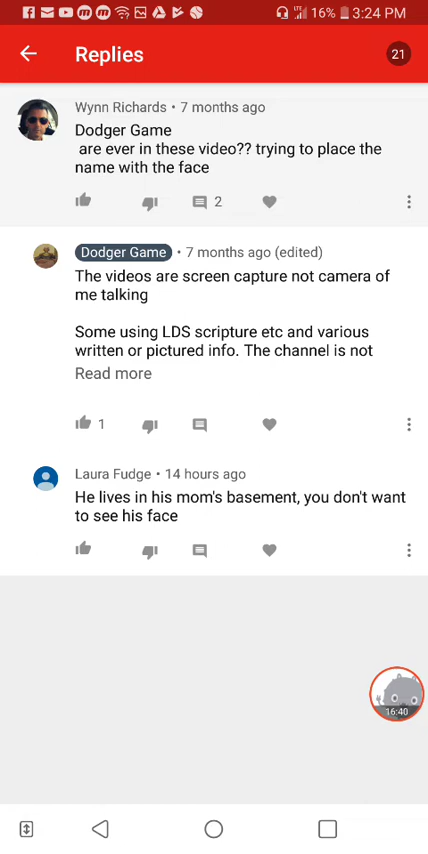 LTE 16% 3:24 PM
Replies
21
Wynn Richards • 7 months ago
Dodger Game
are ever in these video?? trying to place the
name with the face
2
Dodger Game • 7 months ago (edited)
The videos are screen capture not camera of
me talking
Some using LDS scripture etc and various
written or pictured info. The channel is not
Read more
1
Laura Fudge • 14 hours ago
He lives in his mom's basement, you don't want
to see his face
16:40